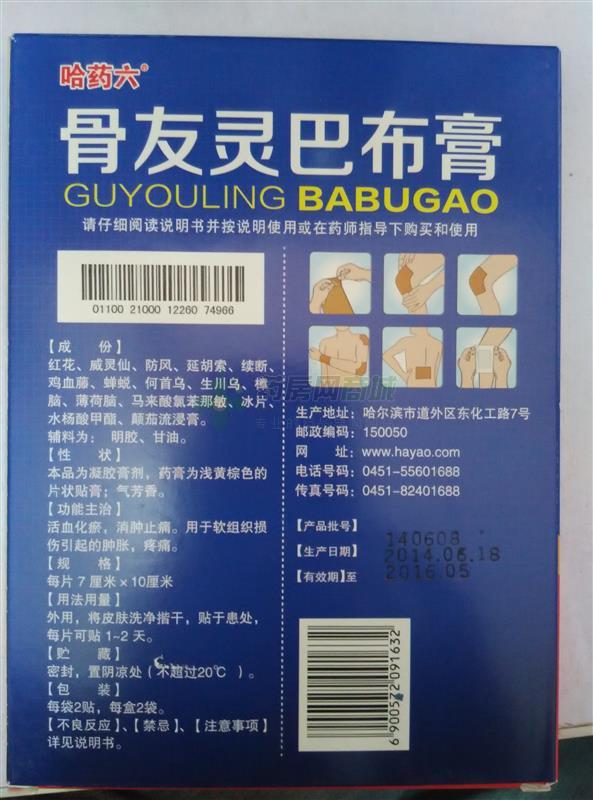 哈药六®
骨友灵巴布膏
GUYOULING BABUGAO
请仔细阅读说明书并按说明使用或在药师指导下购买和使用
01100 21000 12260 74966
【成 份】
红花、威灵仙、防风、延胡索、续断、
鸡血藤、蝉蜕、何首乌、生川乌、樟
脑、薄荷脑、马来酸氯苯那敏、冰片、
水杨酸甲酯、颠茄流浸膏。
辅料为：明胶、甘油。
【性 状】
本品为凝胶膏剂，药膏为浅黄棕色的
片状贴膏；气芳香。
【功能主治】
活血化瘀，消肿止痛。用于软组织损
伤引起的肿胀，疼痛。
【规 格】
每片７厘米×10厘米
【用法用量】
外用，将皮肤洗净揩干，贴于患处，
每片可贴 1~2 天。
【贮 藏】
密封，置阴凉处（不超过20℃ ）。
【包 装】
每袋2贴，每盒2袋。
【不良反应】、【禁忌】、【注意事项】
详见说明书。
药房网商城
生产地址：哈尔滨市道外区东化工路7号
邮政编码：150050
网 址：www.hayao.com
电话号码：0451-55601688
传真号码：0451-82401688
【产品批号】 140608
【生产日期】 2014.06.18
【有效期】至 2016.05
6 900572 091632